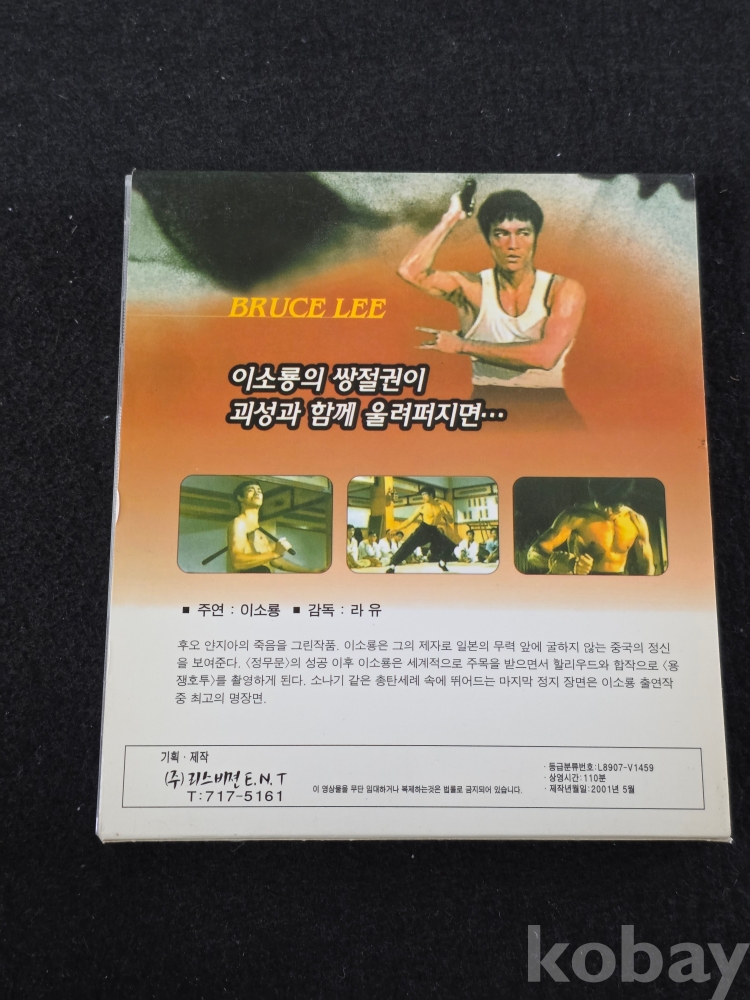 BRUCE LEE
이소룡의 쌍절권이
괴성과 함께 울려퍼지면…
■ 주연 : 이소룡 ■ 감독 : 라 유
후오 안지아의 죽음을 그린작품. 이소룡은 그의 제자로 일본의 무력 앞에 굴하지 않는 중국의 정신
을 보여준다. 〈정무문〉의 성공 이후 이소룡은 세계적으로 주목을 받으면서 할리우드와 합작으로 〈용
쟁호투〉를 촬영하게 된다. 소나기 같은 총탄세례 속에 뛰어드는 마지막 정지 장면은 이소룡 출연작
중 최고의 명장면.
기획 · 제작
(주) 리스비젼 E.N.T
T:717-5161
이 영상물을 무단 임대하거나 복제하는것은 법률로 금지되어 있습니다.
· 등급분류번호:L8907-V1459
· 상영시간:110분
· 제작년월일:2001년 5월
kobay